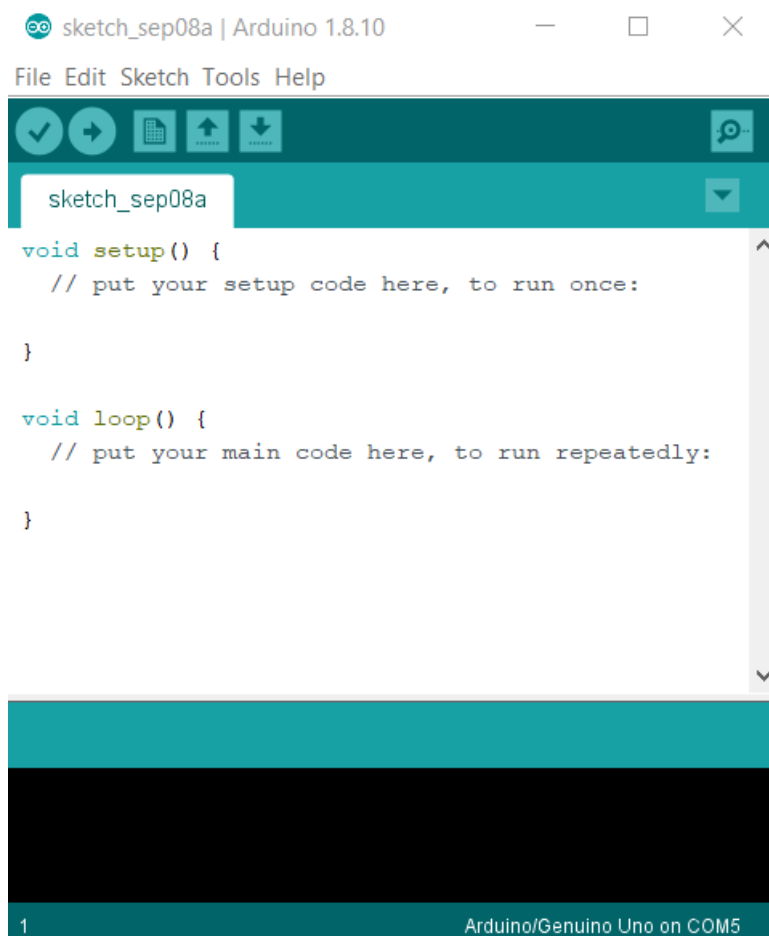 sketch_sep08a | Arduino 1.8.10
File Edit Sketch Tools Help
sketch_sep08a
void setup() {
  // put your setup code here, to run once:
}
void loop() {
  // put your main code here, to run repeatedly:
}
1 Arduino/Genuino Uno on COM5